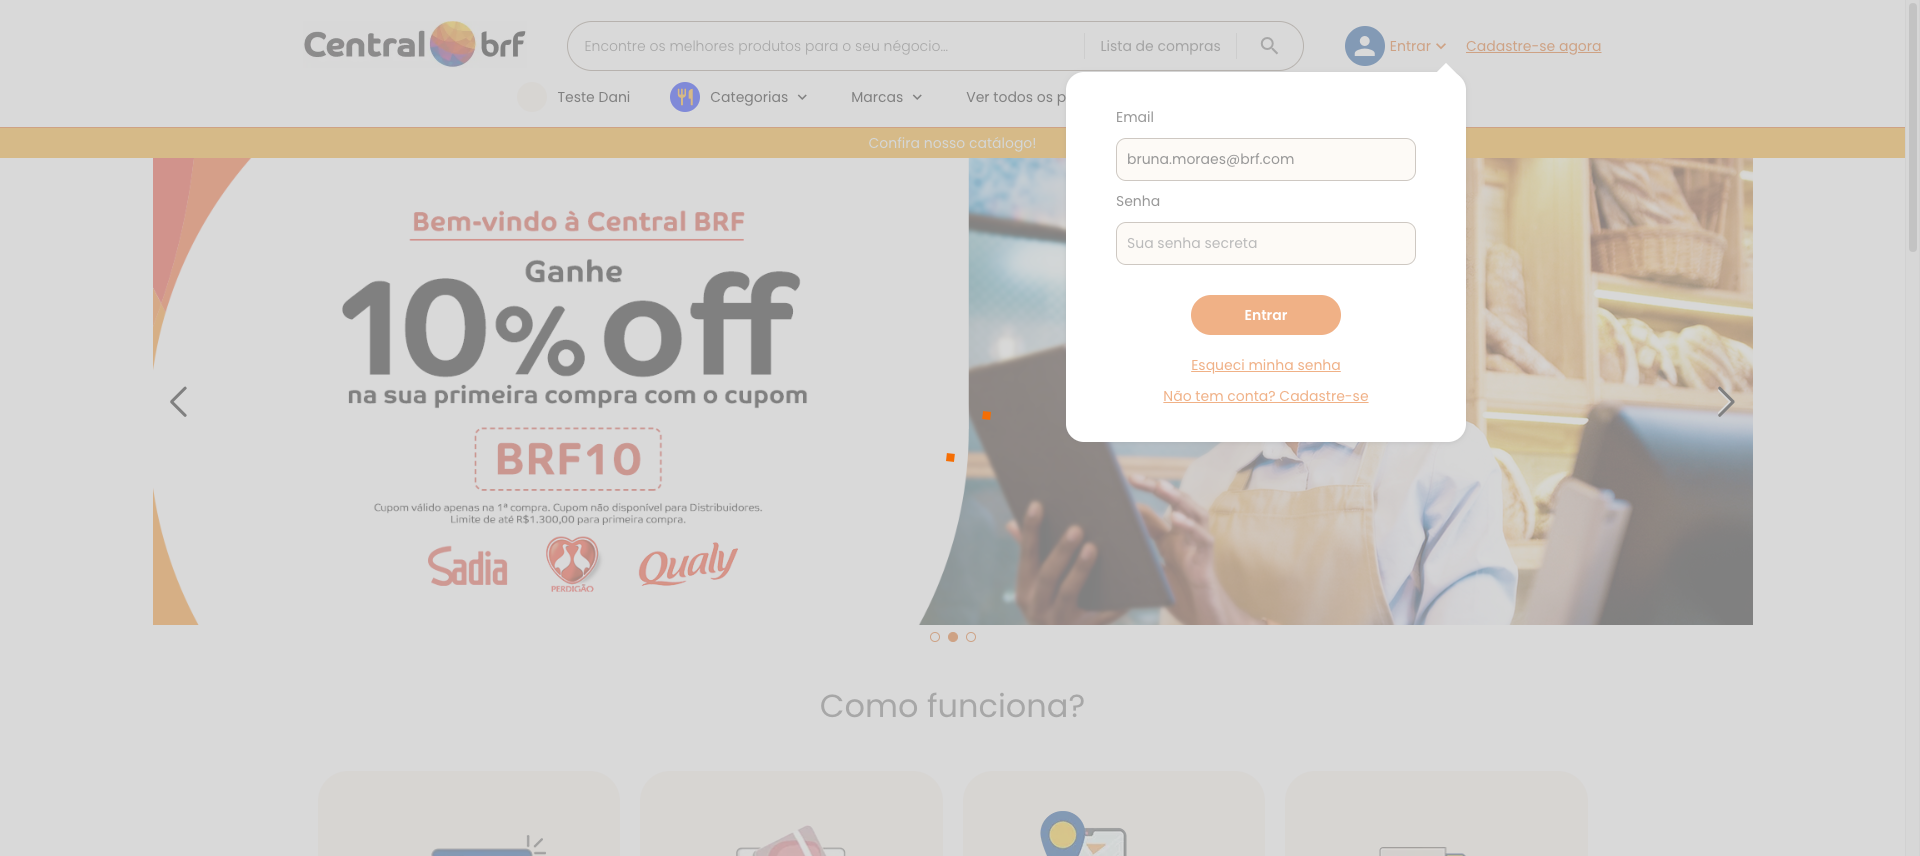 Central brf
Encontre os melhores produtos para o seu négocio...
Lista de compras
Entrar
Cadastre-se agora
Teste Dani
Categorias
Marcas
Ver todos os p
Confira nosso catálogo!
Email
bruna.moraes@brf.com
Senha
Sua senha secreta
Entrar
Esqueci minha senha
Não tem conta? Cadastre-se
Bem-vindo à Central BRF
Ganhe
10% off
na sua primeira compra com o cupom
BRF10
Cupom válido apenas na 1ª compra. Cupom não disponível para Distribuidores.
Limite de até R$1.300,00 para primeira compra.
Sadia
PERDIGÃO
Qualy
Como funciona?